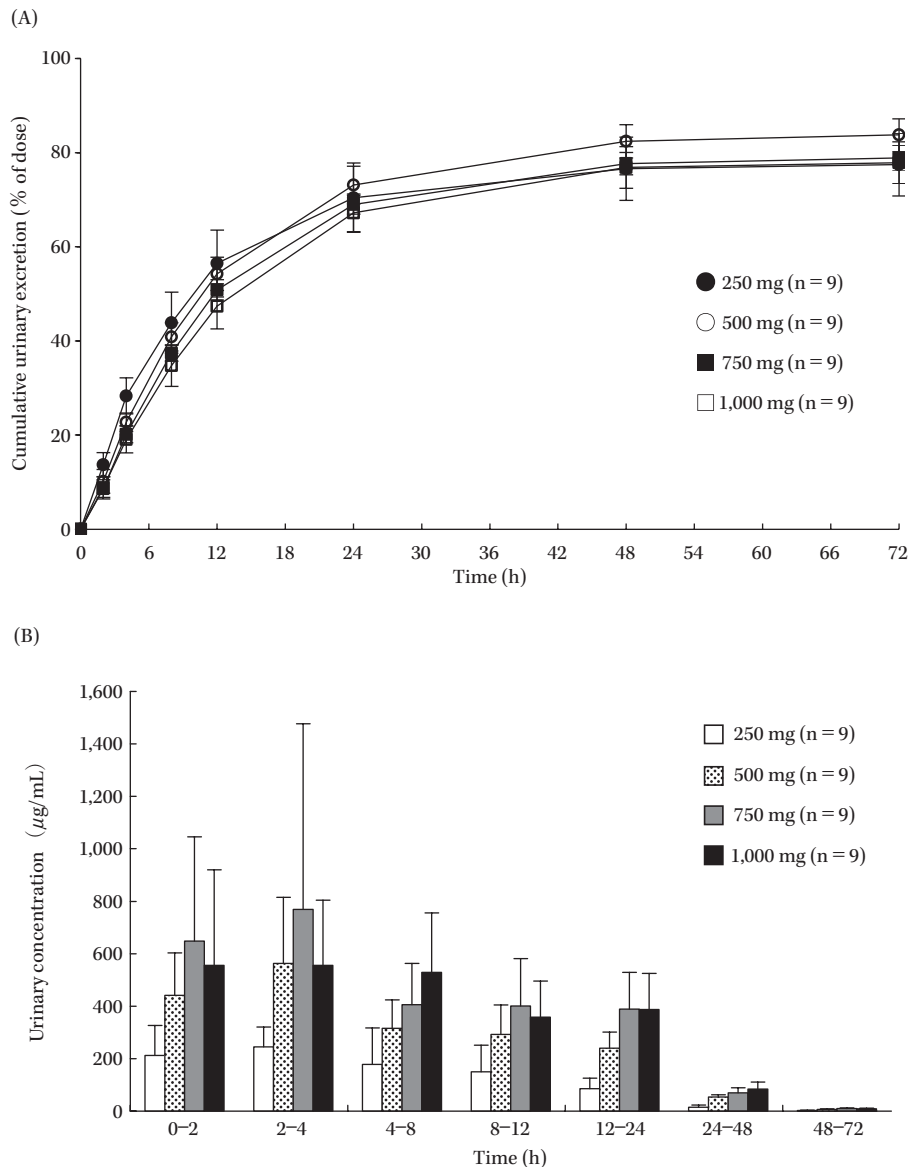 (A)
Cumulative urinary excretion (% of dose)
100
80
60
40
20
0
0 6 12 18 24 30 36 42 48 54 60 66 72
Time (h)
250 mg (n = 9)
500 mg (n = 9)
750 mg (n = 9)
1,000 mg (n = 9)
(B)
Urinary concentration (μg/mL)
1,600
1,400
1,200
1,000
800
600
400
200
0
0–2 2–4 4–8 8–12 12–24 24–48 48–72
Time (h)
250 mg (n = 9)
500 mg (n = 9)
750 mg (n = 9)
1,000 mg (n = 9)